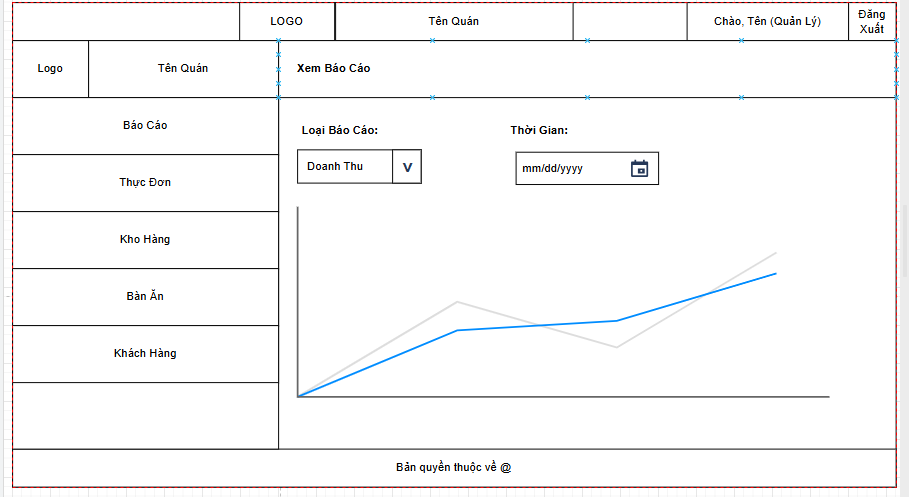 LOGO
Tên Quán
Chào, Tên (Quản Lý)
Đăng
Xuất
Logo
Tên Quán
Xem Báo Cáo
Báo Cáo
Thực Đơn
Kho Hàng
Bàn Ăn
Khách Hàng
Loại Báo Cáo:
Thời Gian:
Doanh Thu
V
mm/dd/yyyy
Bản quyền thuộc về @